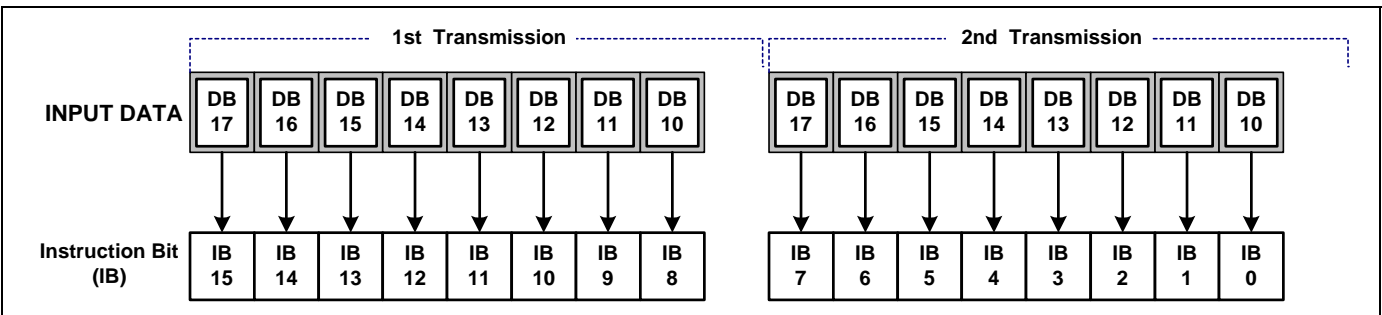 1st Transmission 2nd Transmission
INPUT DATA DB DB DB DB DB DB DB DB DB DB DB DB DB DB DB DB
17 16 15 14 13 12 11 10 17 16 15 14 13 12 11 10
Instruction Bit IB IB IB IB IB IB IB IB IB IB IB IB IB IB IB IB
(IB) 15 14 13 12 11 10 9 8 7 6 5 4 3 2 1 0